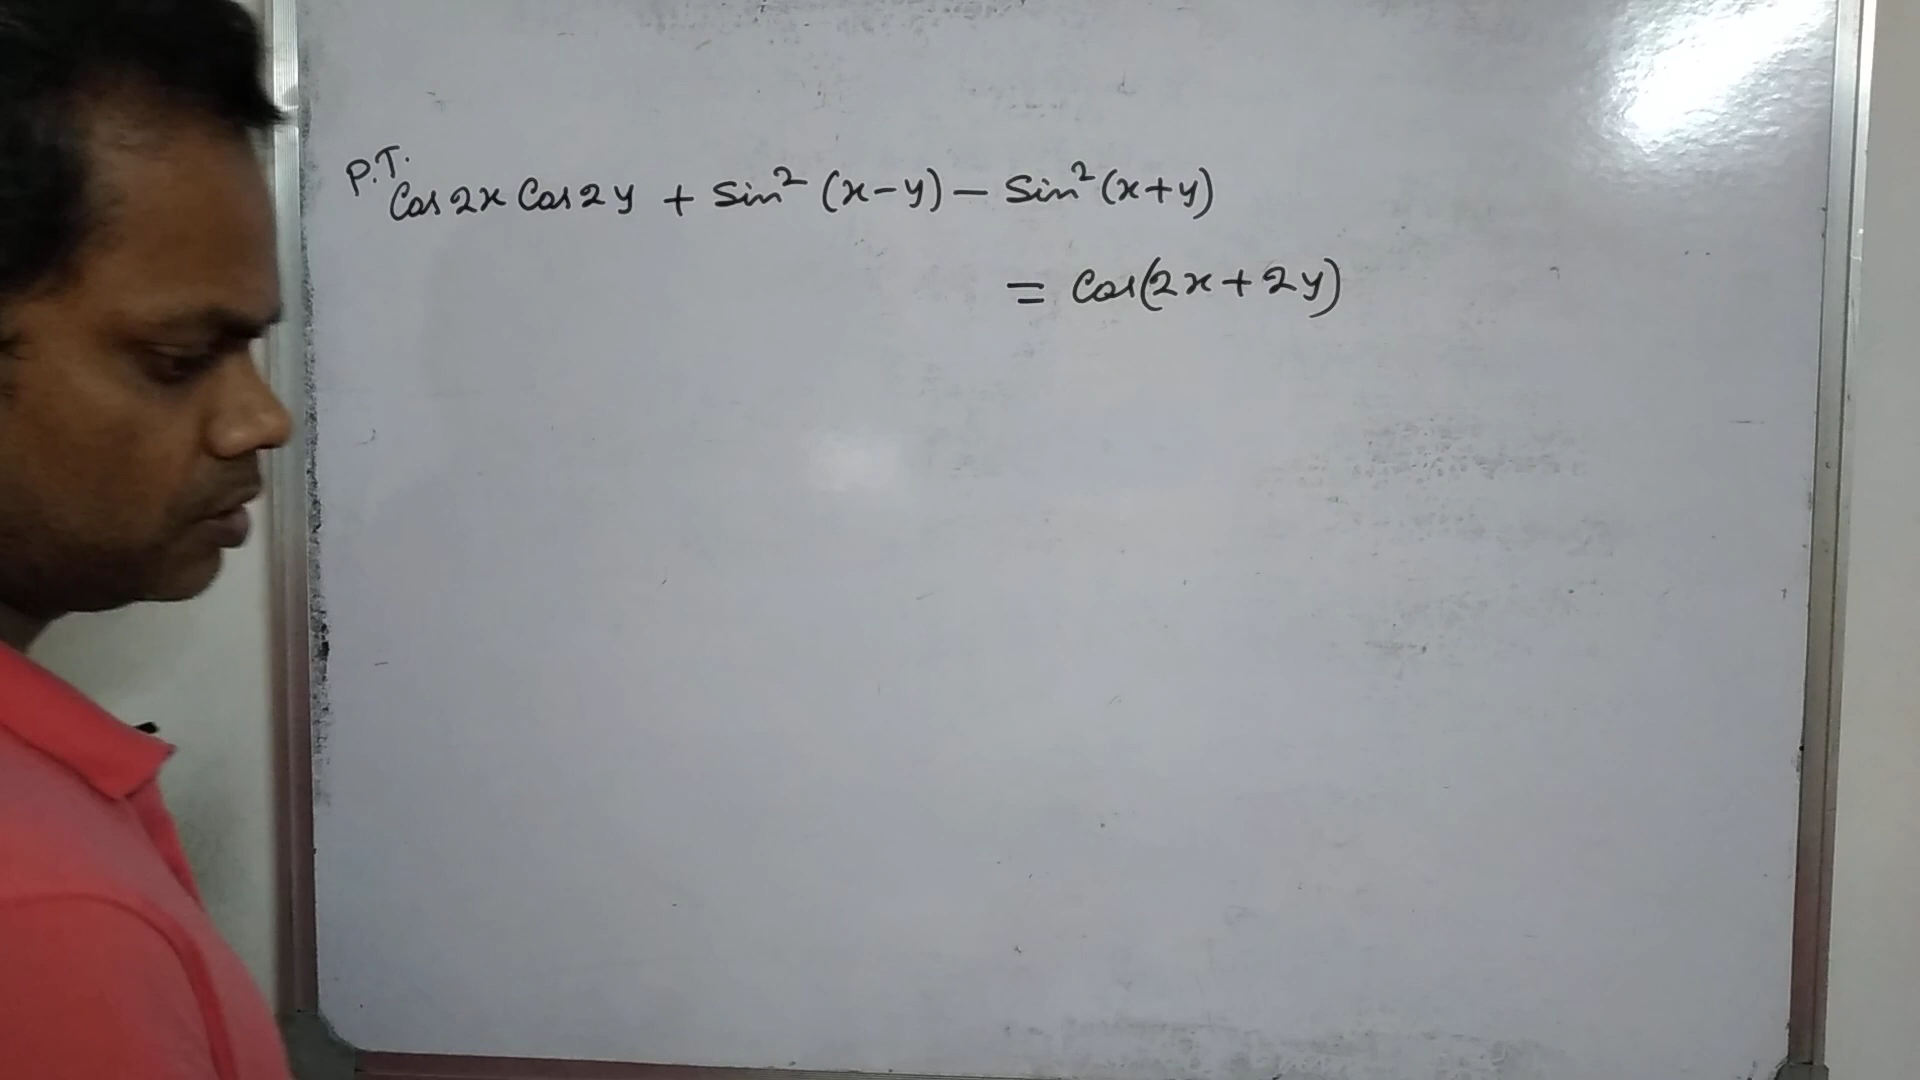 P.T.
Cos 2x Cos 2y + Sin² (x-y) - Sin² (x+y)
= Cos(2x+2y)